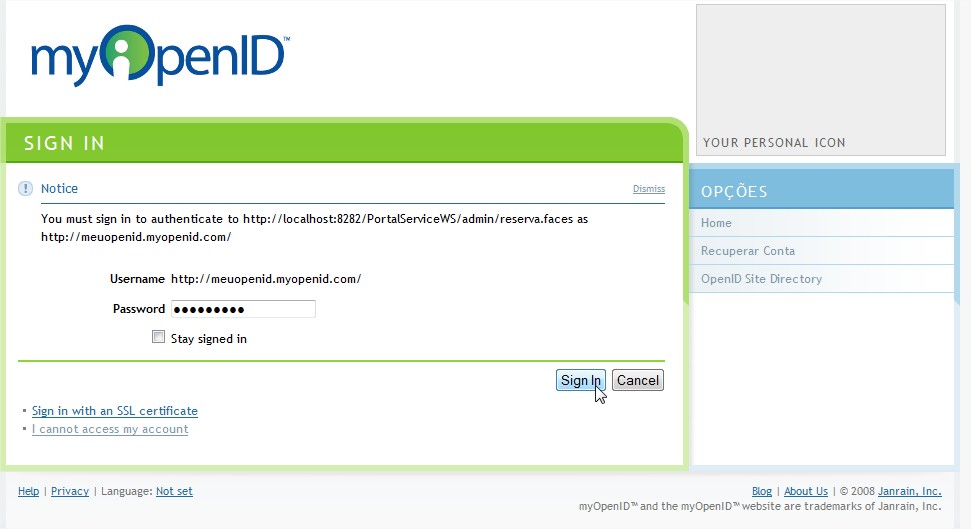 myOpenID™
YOUR PERSONAL ICON
SIGN IN
! Notice Dismiss
You must sign in to authenticate to http://localhost:8282/PortalServiceWS/admin/reserva.faces as
http://meuopenid.myopenid.com/
Username http://meuopenid.myopenid.com/
Password ●●●●●●●●●
Stay signed in
Sign In Cancel
▪ Sign in with an SSL certificate
▪ I cannot access my account
OPÇÕES
Home
Recuperar Conta
OpenID Site Directory
Help | Privacy | Language: Not set
Blog | About Us | © 2008 Janrain, Inc.
myOpenID™ and the myOpenID™ website are trademarks of Janrain, Inc.